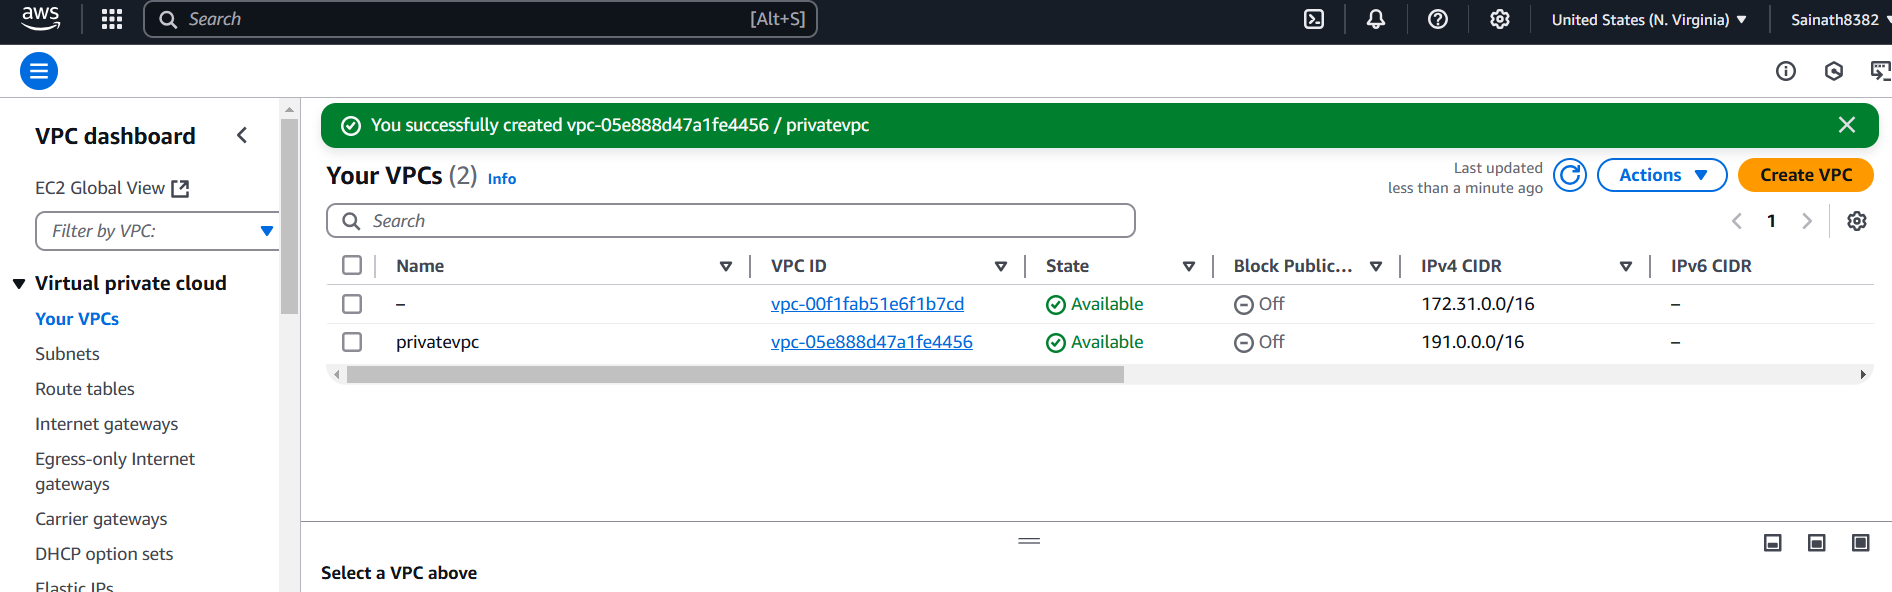 aws
Search [Alt+S]
United States (N. Virginia)
Sainath8382
VPC dashboard
EC2 Global View
Filter by VPC:
Virtual private cloud
Your VPCs
Subnets
Route tables
Internet gateways
Egress-only Internet
gateways
Carrier gateways
DHCP option sets
Elastic IPs
You successfully created vpc-05e888d47a1fe4456 / privatevpc
Your VPCs (2) Info
Last updated
less than a minute ago
Actions
Create VPC
Search
1
Name VPC ID State Block Public... IPv4 CIDR IPv6 CIDR
– vpc-00f1fab51e6f1b7cd Available Off 172.31.0.0/16 –
privatevpc vpc-05e888d47a1fe4456 Available Off 191.0.0.0/16 –
Select a VPC above